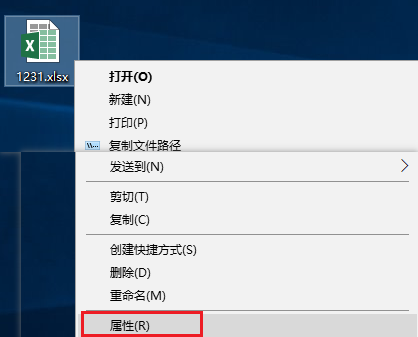 1231.xlsx
打开(O)
新建(N)
打印(P)
复制文件路径
发送到(N)
剪切(T)
复制(C)
创建快捷方式(S)
删除(D)
重命名(M)
属性(R)